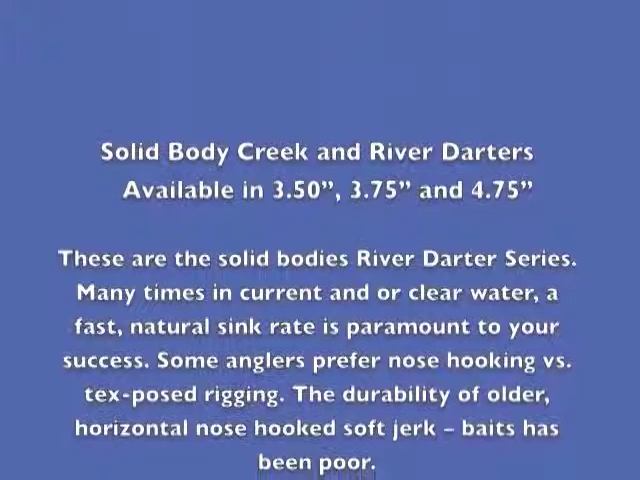 Solid Body Creek and River Darters
Available in 3.50”, 3.75” and 4.75”
These are the solid bodies River Darter Series.
Many times in current and or clear water, a
fast, natural sink rate is paramount to your
success. Some anglers prefer nose hooking vs.
tex-posed rigging. The durability of older,
horizontal nose hooked soft jerk – baits has
been poor.